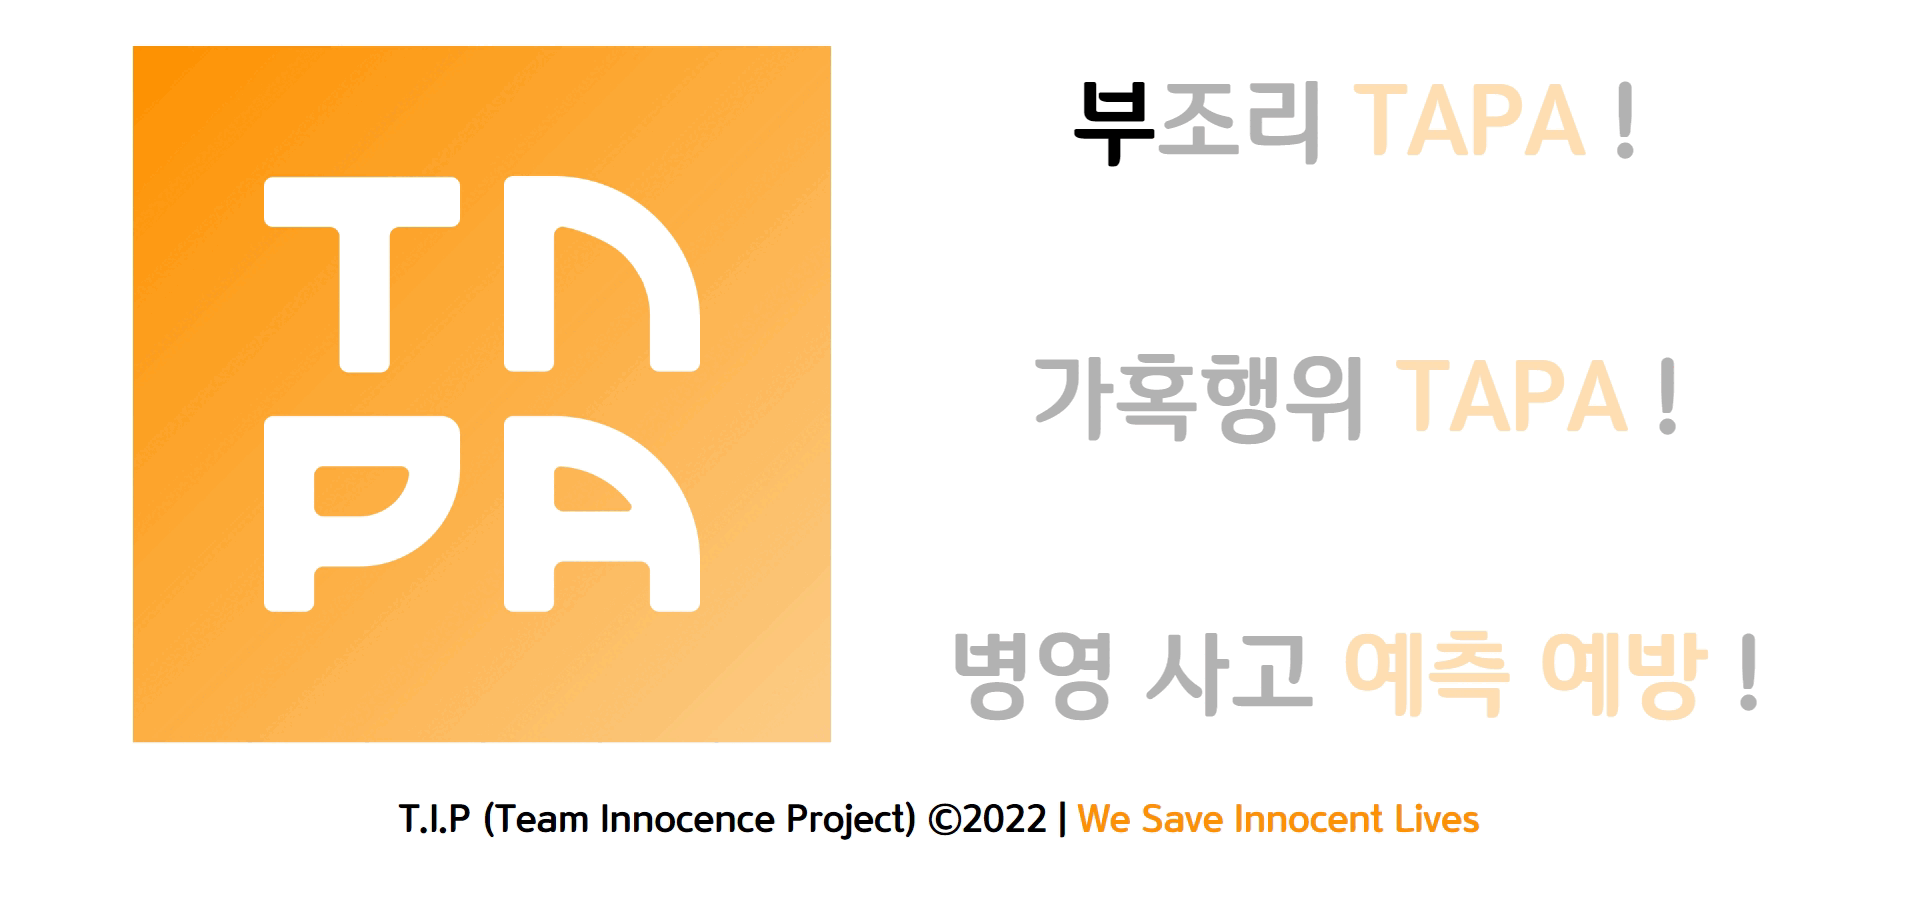 TAPA
부조리 TAPA !
가혹행위 TAPA !
병영 사고 예측 예방 !
T.I.P (Team Innocence Project) ©2022 | We Save Innocent Lives